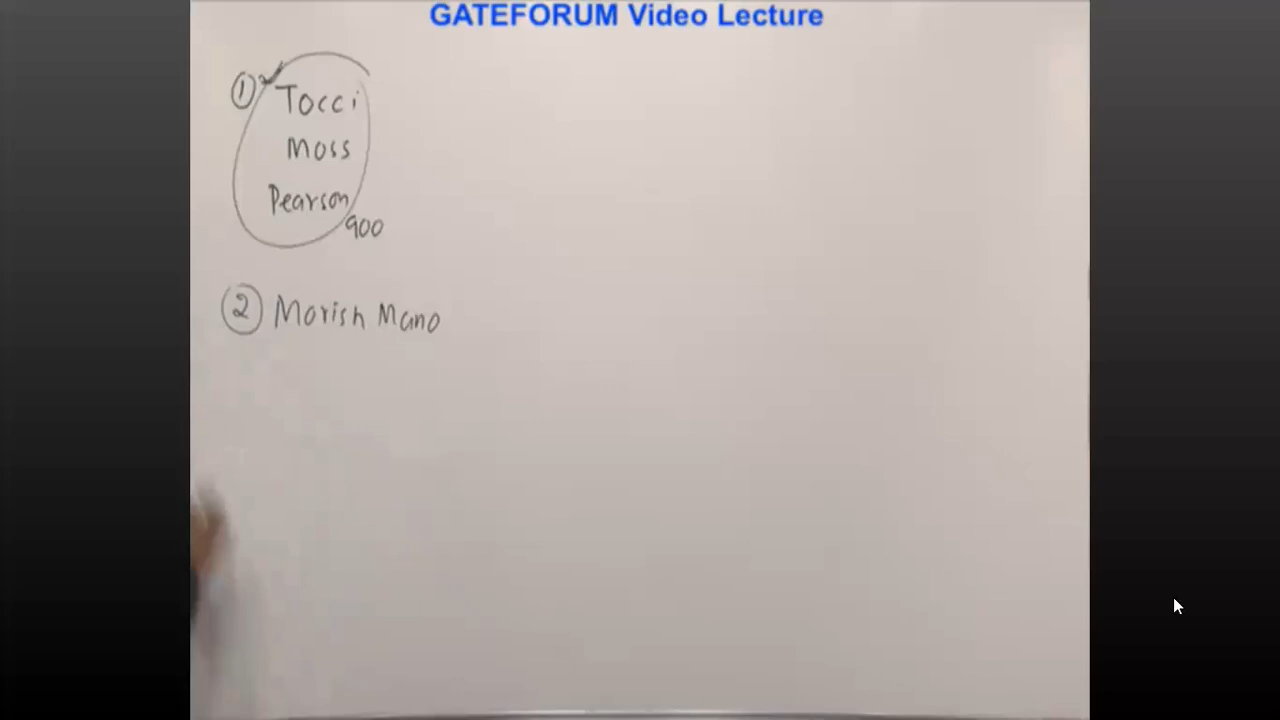 GATEFORUM Video Lecture
① Tocci
Moss
Pearson
900
② Morish Mano